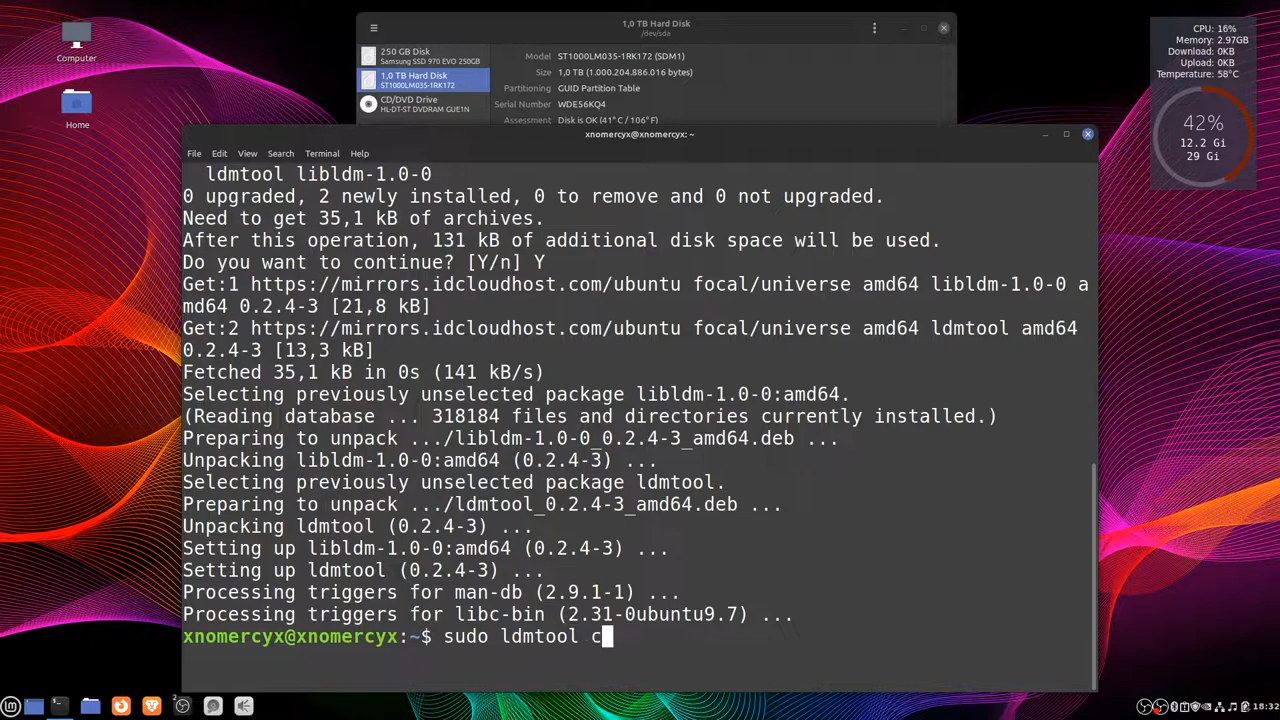 Computer
Home
1,0 TB Hard Disk
/dev/sda
250 GB Disk
Samsung SSD 970 EVO 250GB
1,0 TB Hard Disk
ST1000LM035-1RK172
CD/DVD Drive
HL-DT-ST DVDRAM GUE1N
Model ST1000LM035-1RK172 (SDM1)
Size 1,0 TB (1.000.204.886.016 bytes)
Partitioning GUID Partition Table
Serial Number WDE56KQ4
Assessment Disk is OK (41° C / 106° F)
CPU: 16%
Memory: 2.97GB
Download: 0KB
Upload: 0KB
Temperature: 58°C
42%
12.2 Gi
29 Gi
xnomercyx@xnomercyx: ~
File Edit View Search Terminal Help
ldmtool libldm-1.0-0
0 upgraded, 2 newly installed, 0 to remove and 0 not upgraded.
Need to get 35,1 kB of archives.
After this operation, 131 kB of additional disk space will be used.
Do you want to continue? [Y/n] Y
Get:1 https://mirrors.idcloudhost.com/ubuntu focal/universe amd64 libldm-1.0-0 a
md64 0.2.4-3 [21,8 kB]
Get:2 https://mirrors.idcloudhost.com/ubuntu focal/universe amd64 ldmtool amd64
0.2.4-3 [13,3 kB]
Fetched 35,1 kB in 0s (141 kB/s)
Selecting previously unselected package libldm-1.0-0:amd64.
(Reading database ... 318184 files and directories currently installed.)
Preparing to unpack .../libldm-1.0-0_0.2.4-3_amd64.deb ...
Unpacking libldm-1.0-0:amd64 (0.2.4-3) ...
Selecting previously unselected package ldmtool.
Preparing to unpack .../ldmtool_0.2.4-3_amd64.deb ...
Unpacking ldmtool (0.2.4-3) ...
Setting up libldm-1.0-0:amd64 (0.2.4-3) ...
Setting up ldmtool (0.2.4-3) ...
Processing triggers for man-db (2.9.1-1) ...
Processing triggers for libc-bin (2.31-0ubuntu9.7) ...
xnomercyx@xnomercyx:~$ sudo ldmtool c
2
18:32